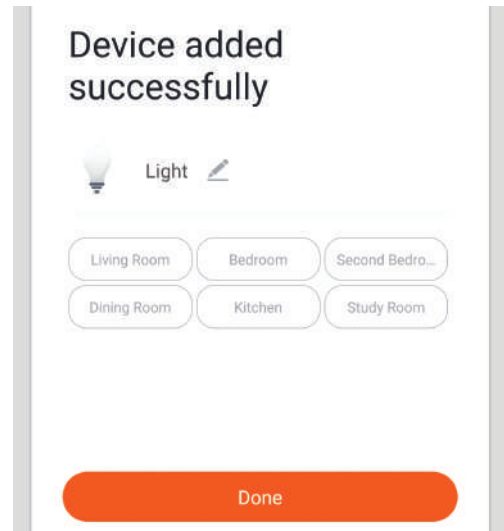 Device added
successfully
Light
Living Room Bedroom Second Bedro...
Dining Room Kitchen Study Room
Done